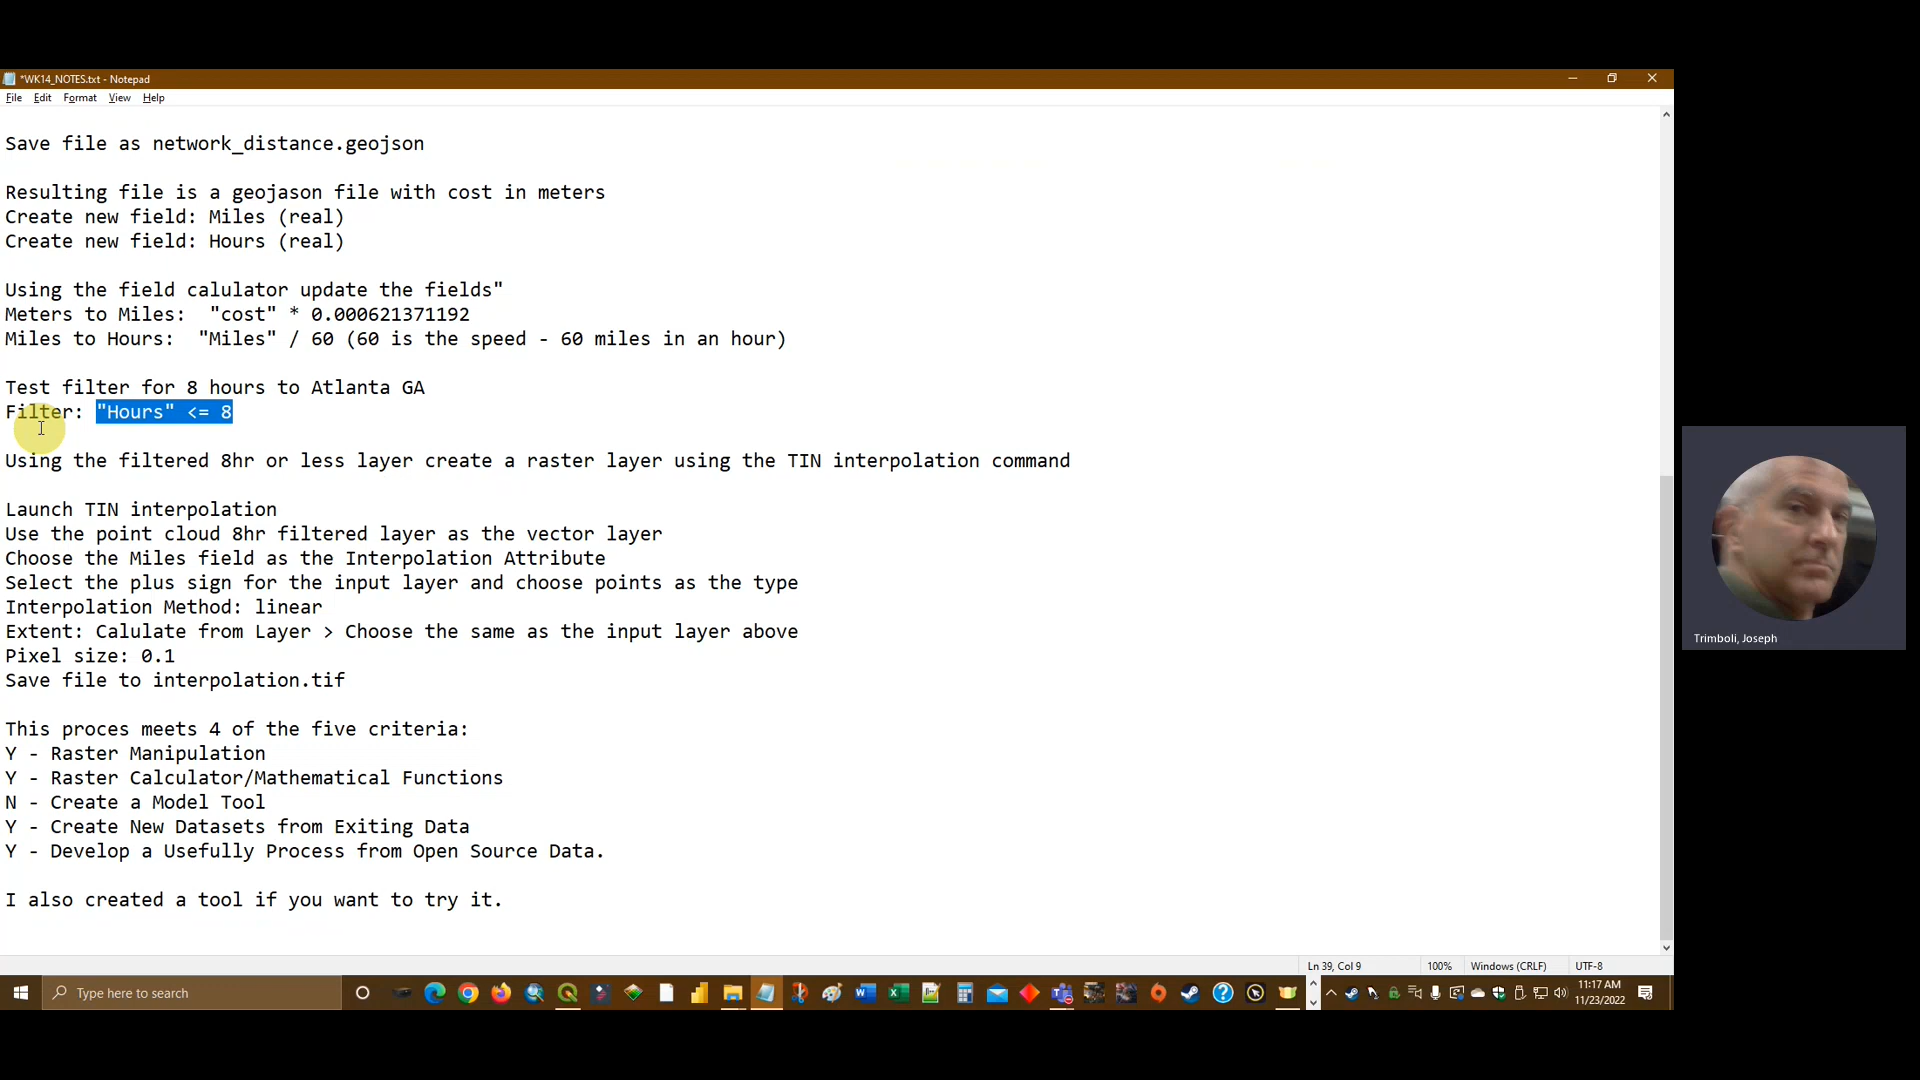 *WK14_NOTES.txt - Notepad
File Edit Format View Help
Save file as network_distance.geojson
Resulting file is a geojason file with cost in meters
Create new field: Miles (real)
Create new field: Hours (real)
Using the field calulator update the fields"
Meters to Miles:  "cost" * 0.000621371192
Miles to Hours:  "Miles" / 60 (60 is the speed - 60 miles in an hour)
Test filter for 8 hours to Atlanta GA
Filter: "Hours" <= 8
Using the filtered 8hr or less layer create a raster layer using the TIN interpolation command
Launch TIN interpolation
Use the point cloud 8hr filtered layer as the vector layer
Choose the Miles field as the Interpolation Attribute
Select the plus sign for the input layer and choose points as the type
Interpolation Method: linear
Extent: Calulate from Layer > Choose the same as the input layer above
Pixel size: 0.1
Save file to interpolation.tif
This proces meets 4 of the five criteria:
Y - Raster Manipulation
Y - Raster Calculator/Mathematical Functions
N - Create a Model Tool
Y - Create New Datasets from Exiting Data
Y - Develop a Usefully Process from Open Source Data.
I also created a tool if you want to try it.
Trimboli, Joseph
Ln 39, Col 9 100% Windows (CRLF) UTF-8
Type here to search
11:17 AM
11/23/2022